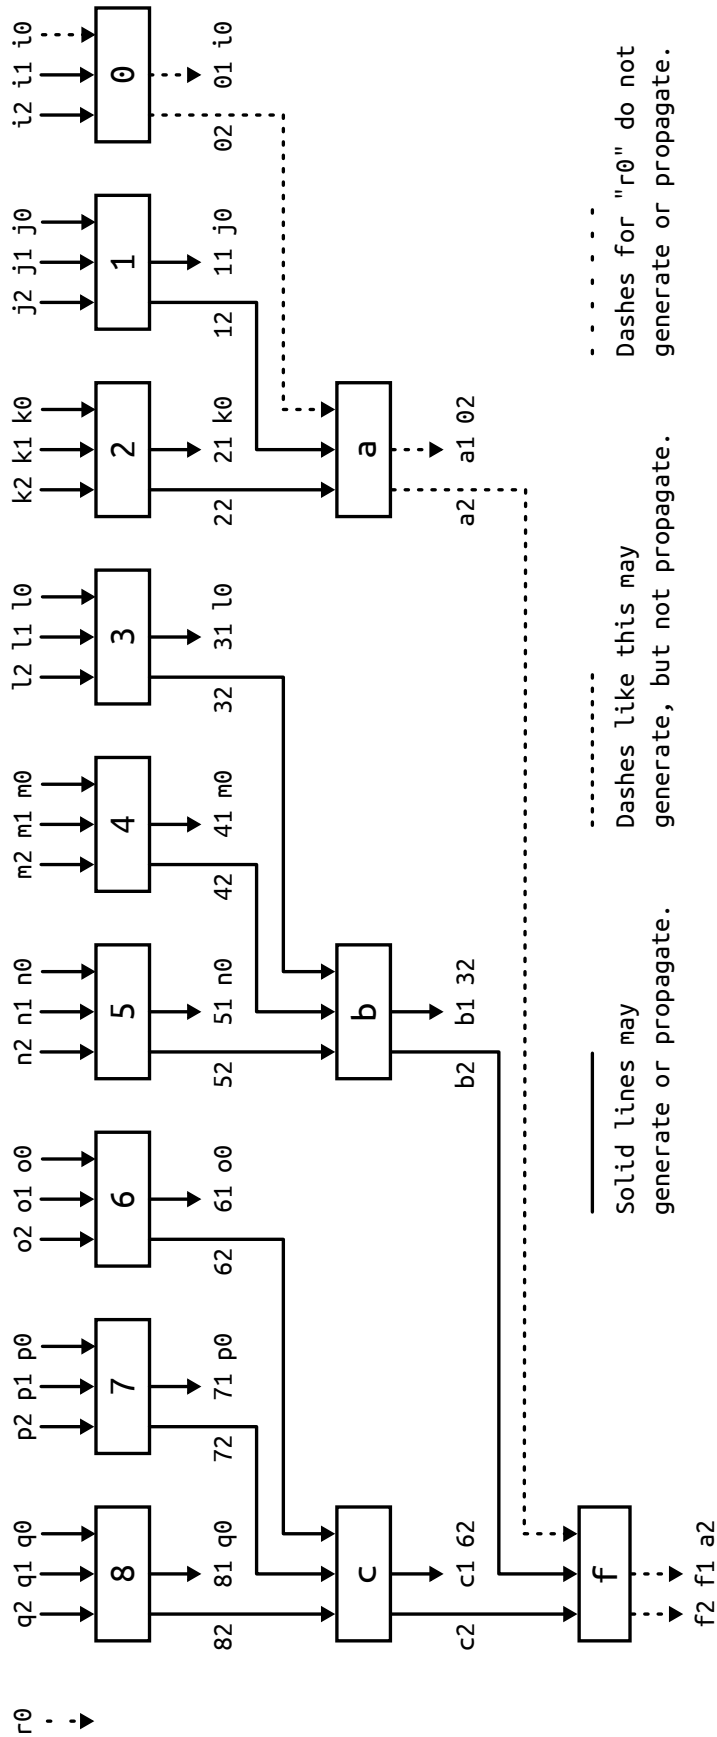 r0 q2 q1 q0 p2 p1 p0 o2 o1 o0 n2 n1 n0 m2 m1 m0 l2 l1 l0 k2 k1 k0 j2 j1 j0 i2 i1 i0
8 7 6 5 4 3 2 1 0
82 81 q0 72 71 p0 62 61 o0 52 51 n0 42 41 m0 32 31 l0 22 21 k0 12 11 j0 02 01 i0
c b a
c2 c1 62 b2 b1 32 a2 a1 02
f
f2 f1 a2
Solid lines may
generate or propagate.
Dashes like this may
generate, but not propagate.
Dashes for "r0" do not
generate or propagate.